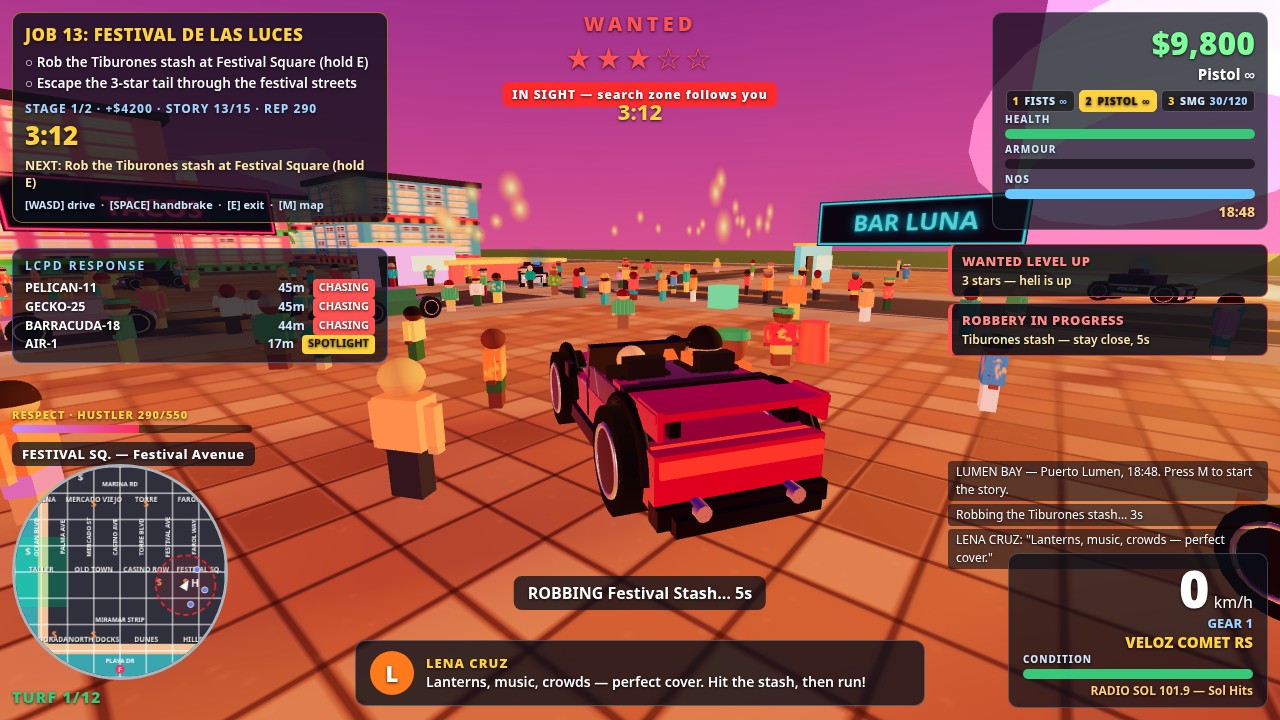 JOB 13: FESTIVAL DE LAS LUCES
○ Rob the Tiburones stash at Festival Square (hold E)
○ Escape the 3-star tail through the festival streets
STAGE 1/2 · +$4200 · STORY 13/15 · REP 290
3:12
NEXT: Rob the Tiburones stash at Festival Square (hold
E)
[WASD] drive · [SPACE] handbrake · [E] exit · [M] map
TACOS
WANTED
★★★☆☆
IN SIGHT — search zone follows you
3:12
$9,800
Pistol ∞
1 FISTS ∞ 2 PISTOL ∞ 3 SMG 30/120
HEALTH
ARMOUR
NOS
18:48
BAR LUNA
LCPD RESPONSE
PELICAN-11 45m CHASING
GECKO-25 45m CHASING
BARRACUDA-18 44m CHASING
AIR-1 17m SPOTLIGHT
WANTED LEVEL UP
3 stars — heli is up
ROBBERY IN PROGRESS
Tiburones stash — stay close, 5s
RESPECT · HUSTLER 290/550
FESTIVAL SQ. — Festival Avenue
MARINA RD
MERCADO VIEJO TORRE FARO
OCEAN BLVD PALMA AVE MERCADO ST CASINO AVE TORRE BLVD FESTIVAL AVE FAROL WAY
TALLER OLD TOWN CASINO ROW FESTIVAL SQ.
$ H
MIRAMAR STRIP
NORTH DOCKS DUNES HILLS
PLAYA DR
F
TURF 1/12
LUMEN BAY — Puerto Lumen, 18:48. Press M to start
the story.
Robbing the Tiburones stash... 3s
LENA CRUZ: "Lanterns, music, crowds — perfect
cover."
ROBBING Festival Stash... 5s
L
LENA CRUZ
Lanterns, music, crowds — perfect cover. Hit the stash, then run!
0 km/h
GEAR 1
VELOZ COMET RS
CONDITION
RADIO SOL 101.9 — Sol Hits